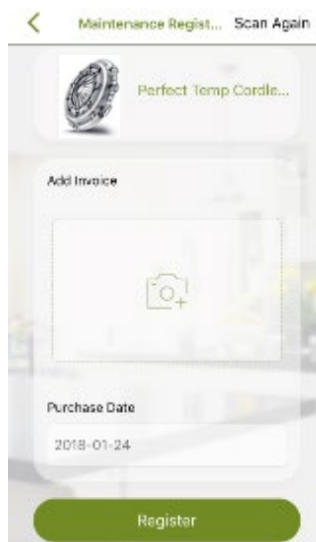 Maintenance Regist... Scan Again
Perfect Temp Cordle...
Add Invoice
Purchase Date
2018-01-24
Register